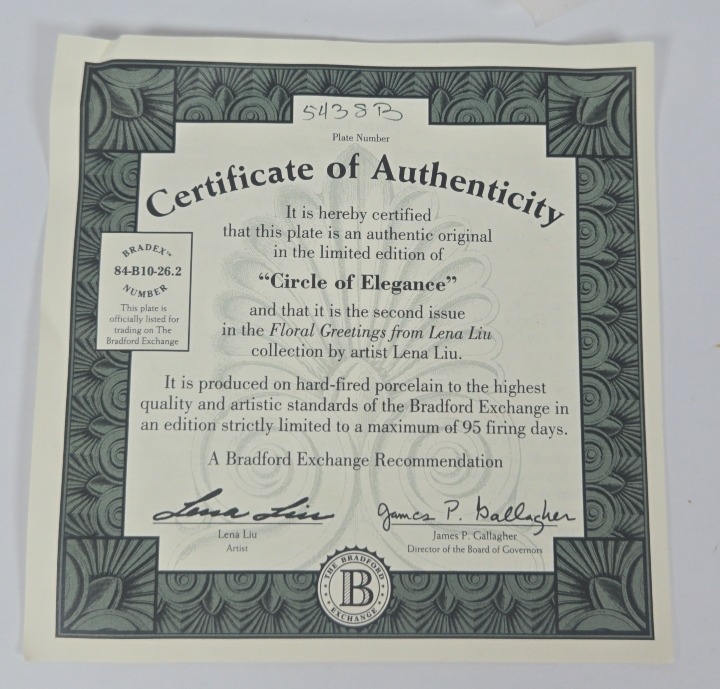 5438B
Plate Number
Certificate of Authenticity
It is hereby certified
that this plate is an authentic original
in the limited edition of
“Circle of Elegance”
and that it is the second issue
in the Floral Greetings from Lena Liu
collection by artist Lena Liu.
BRADEX™
84-B10-26.2
NUMBER
This plate is
officially listed for
trading on The
Bradford Exchange
It is produced on hard-fired porcelain to the highest
quality and artistic standards of the Bradford Exchange in
an edition strictly limited to a maximum of 95 firing days.
A Bradford Exchange Recommendation
Lena Liu
Lena Liu
Artist
James P. Gallagher
James P. Gallagher
Director of the Board of Governors
THE BRADFORD
B
EXCHANGE